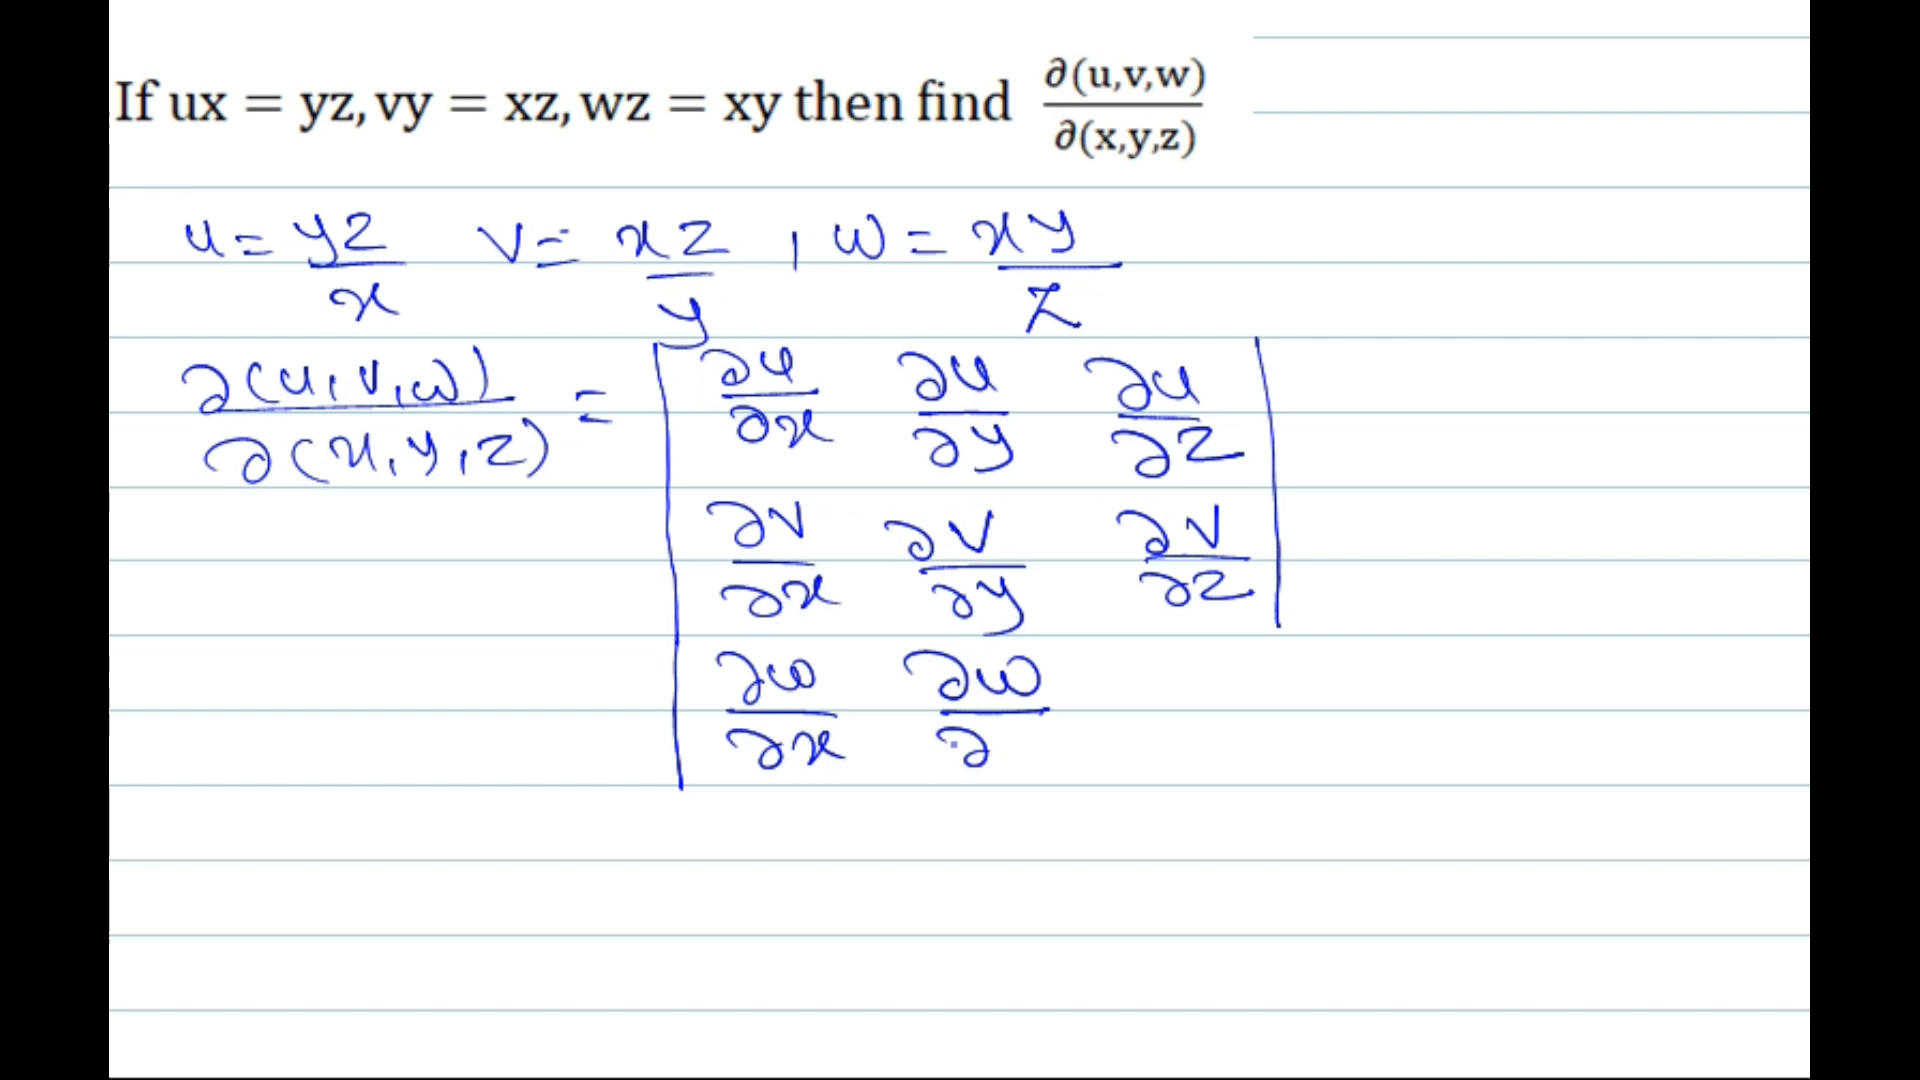 If ux = yz, vy = xz, wz = xy then find ∂(u,v,w)/∂(x,y,z)
u = yz/x v = xz/y , w = xy/z
∂(u,v,w)/∂(x,y,z) = | ∂u/∂x ∂u/∂y ∂u/∂z |
∂v/∂x ∂v/∂y ∂v/∂z
∂w/∂x ∂w/∂